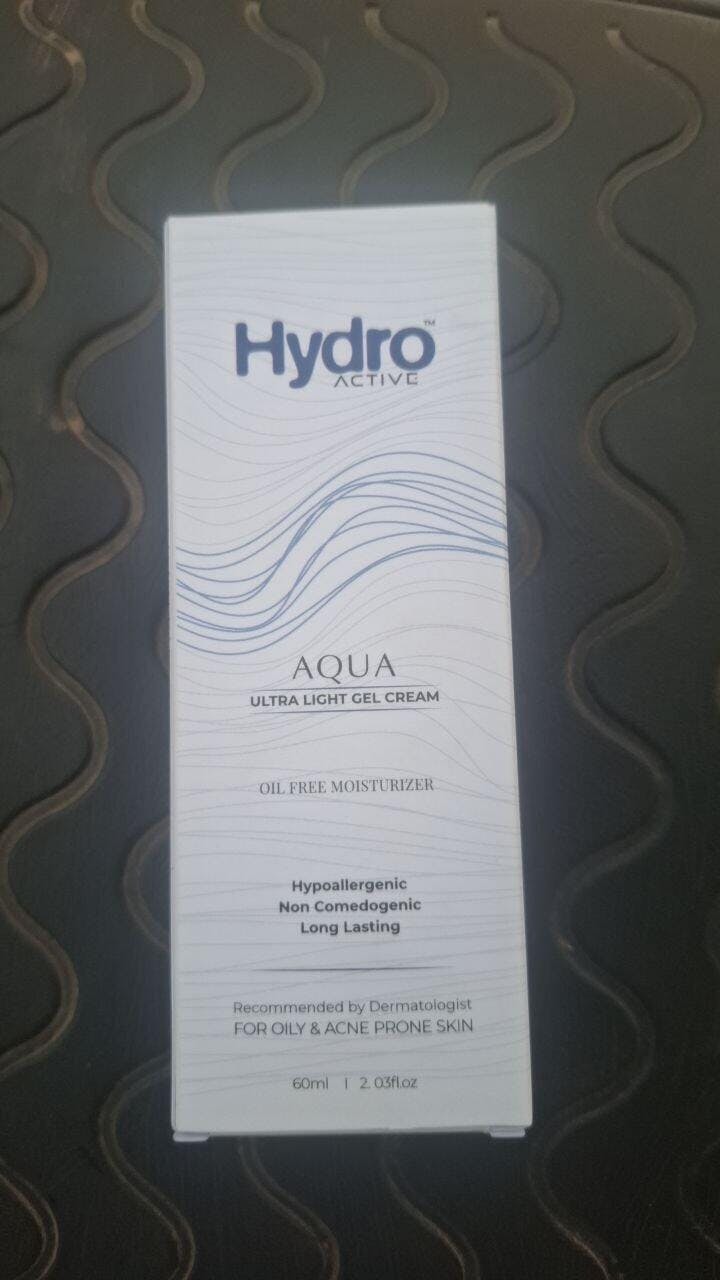 Hydro™
ACTIVE
AQUA
ULTRA LIGHT GEL CREAM
OIL FREE MOISTURIZER
Hypoallergenic
Non Comedogenic
Long Lasting
Recommended by Dermatologist
FOR OILY & ACNE PRONE SKIN
60ml | 2. 03fl.oz